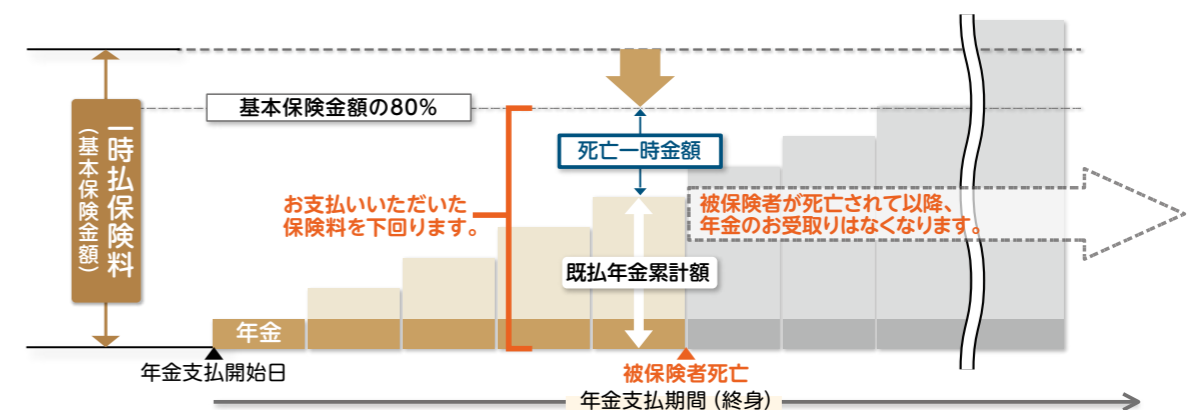 一時払保険料
（基本保険金額）
基本保険金額の80%
死亡一時金額
お支払いいただいた
保険料を下回ります。
被保険者が死亡されて以降、
年金のお受取りはなくなります。
既払年金累計額
年金
年金支払開始日
被保険者死亡
年金支払期間（終身）